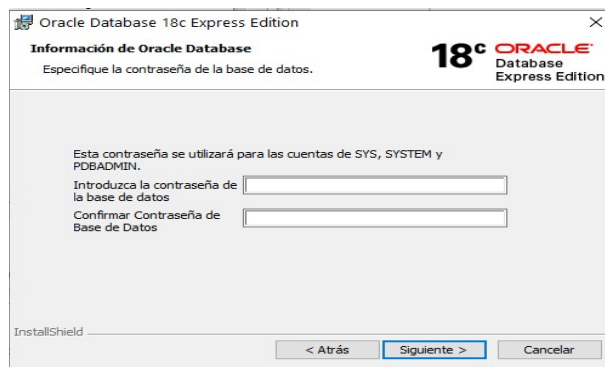 Oracle Database 18c Express Edition
Información de Oracle Database
Especifique la contraseña de la base de datos.
18c ORACLE
Database
Express Edition
Esta contraseña se utilizará para las cuentas de SYS, SYSTEM y
PDBADMIN.
Introduzca la contraseña de
la base de datos
Confirmar Contraseña de
Base de Datos
InstallShield
< Atrás
Siguiente >
Cancelar